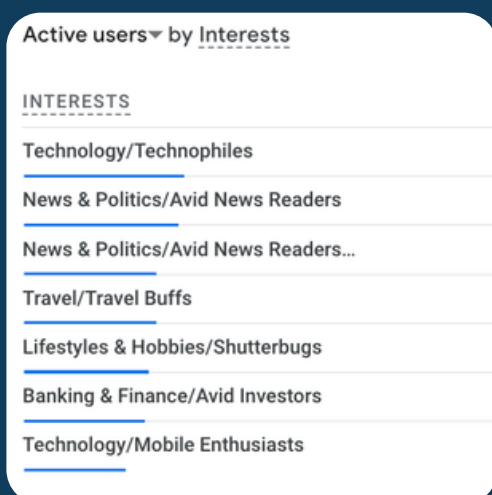 Active users by Interests
INTERESTS
Technology/Technophiles
News & Politics/Avid News Readers
News & Politics/Avid News Readers...
Travel/Travel Buffs
Lifestyles & Hobbies/Shutterbugs
Banking & Finance/Avid Investors
Technology/Mobile Enthusiasts